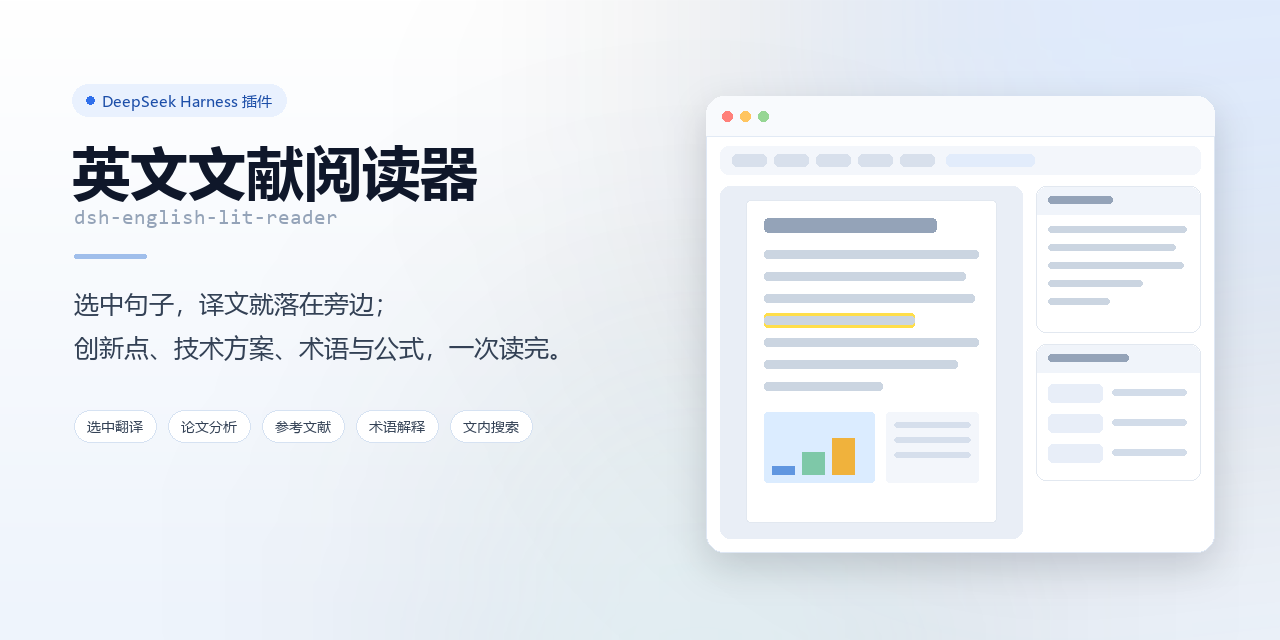 DeepSeek Harness 插件
英文文献阅读器
dsh-english-lit-reader
选中句子，译文就落在旁边；
创新点、技术方案、术语与公式，一次读完。
选中翻译 论文分析 参考文献 术语解释 文内搜索